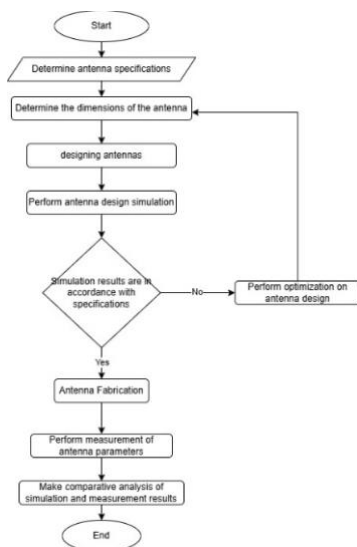 Start
Determine antenna specifications
Determine the dimensions of the antenna
designing antennas
Perform antenna design simulation
Simulation results are in
accordance with
specifications
No
Perform optimization on
antenna design
Yes
Antenna Fabrication
Perform measurement of
antenna parameters
Make comparative analysis of
simulation and measurement results
End